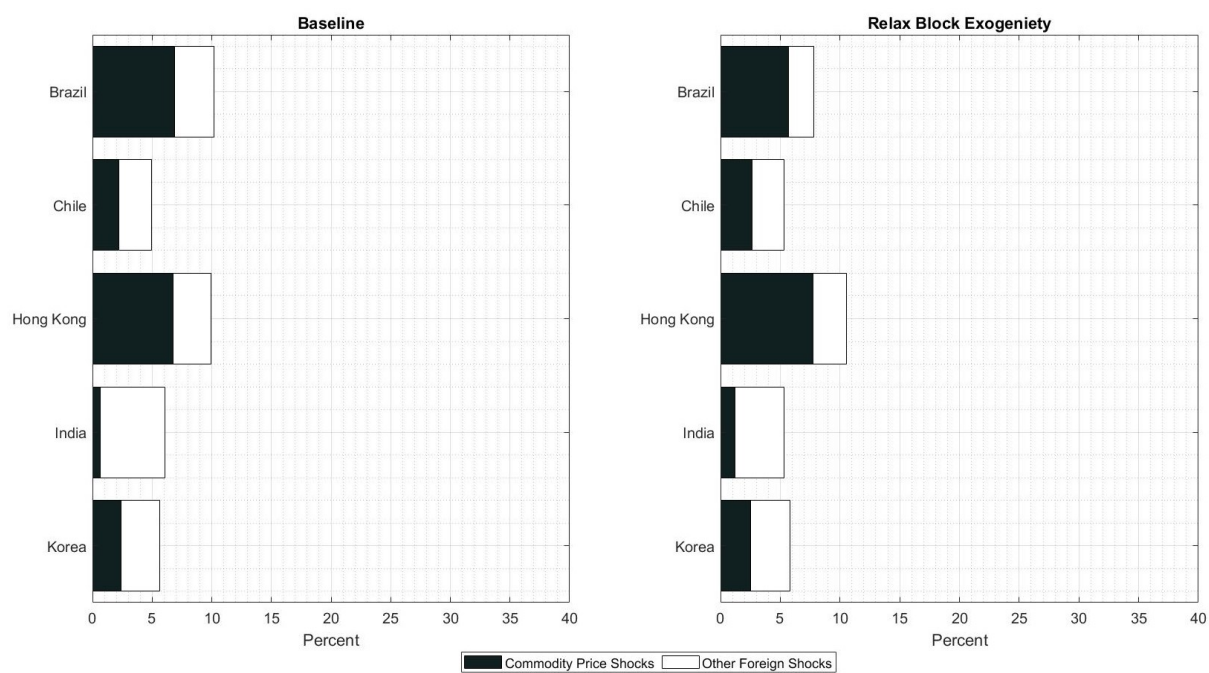 Baseline
Brazil
Chile
Hong Kong
India
Korea
0 5 10 15 20 25 30 35 40
Percent
Relax Block Exogeniety
Brazil
Chile
Hong Kong
India
Korea
0 5 10 15 20 25 30 35 40
Percent
Commodity Price Shocks Other Foreign Shocks